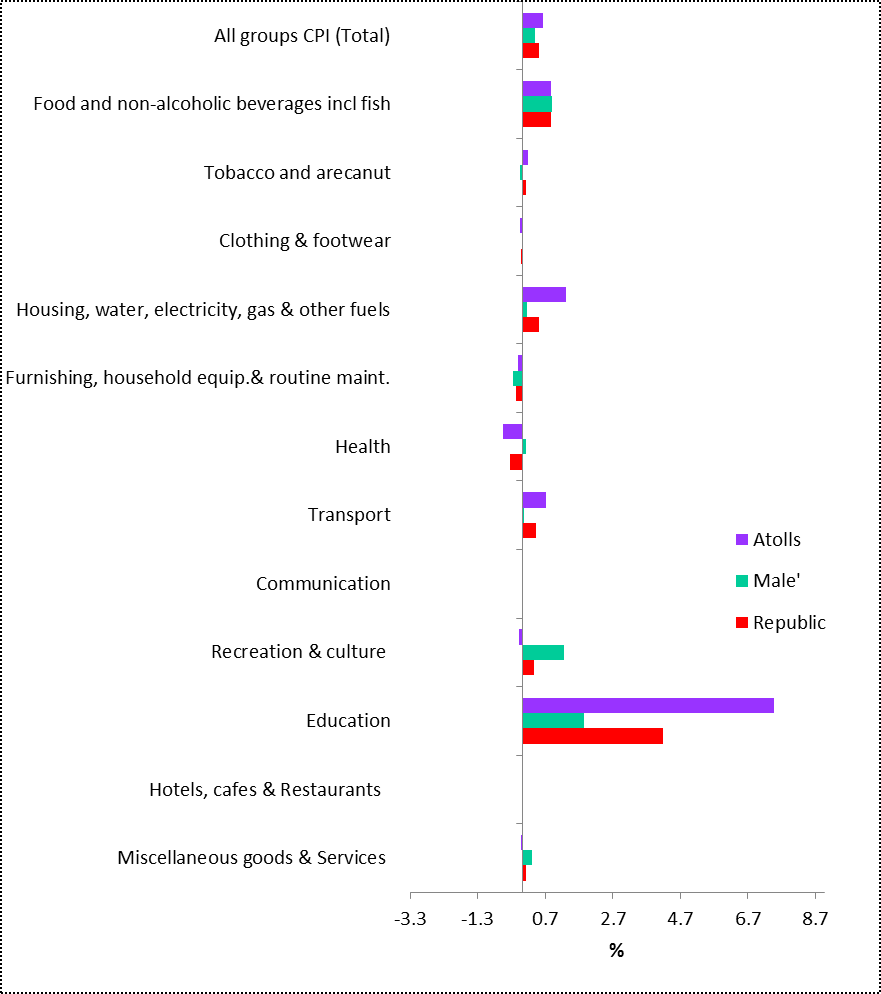 All groups CPI (Total)
Food and non-alcoholic beverages incl fish
Tobacco and arecanut
Clothing & footwear
Housing, water, electricity, gas & other fuels
Furnishing, household equip.& routine maint.
Health
Transport
Communication
Recreation & culture
Education
Hotels, cafes & Restaurants
Miscellaneous goods & Services
Atolls
Male'
Republic
-3.3 -1.3 0.7 2.7 4.7 6.7 8.7
%